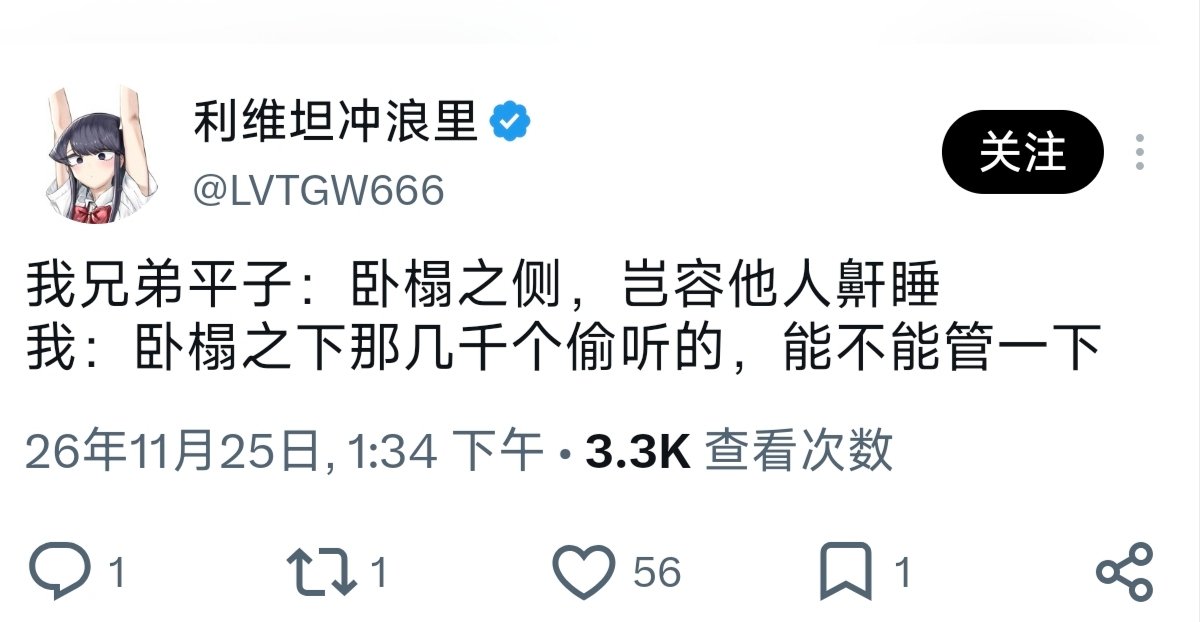 利维坦冲浪里
@LVTGW666
关注
我兄弟平子：卧榻之侧，岂容他人鼾睡
我：卧榻之下那几千个偷听的，能不能管一下
26年11月25日, 1:34 下午 · 3.3K 查看次数
1 1 56 1